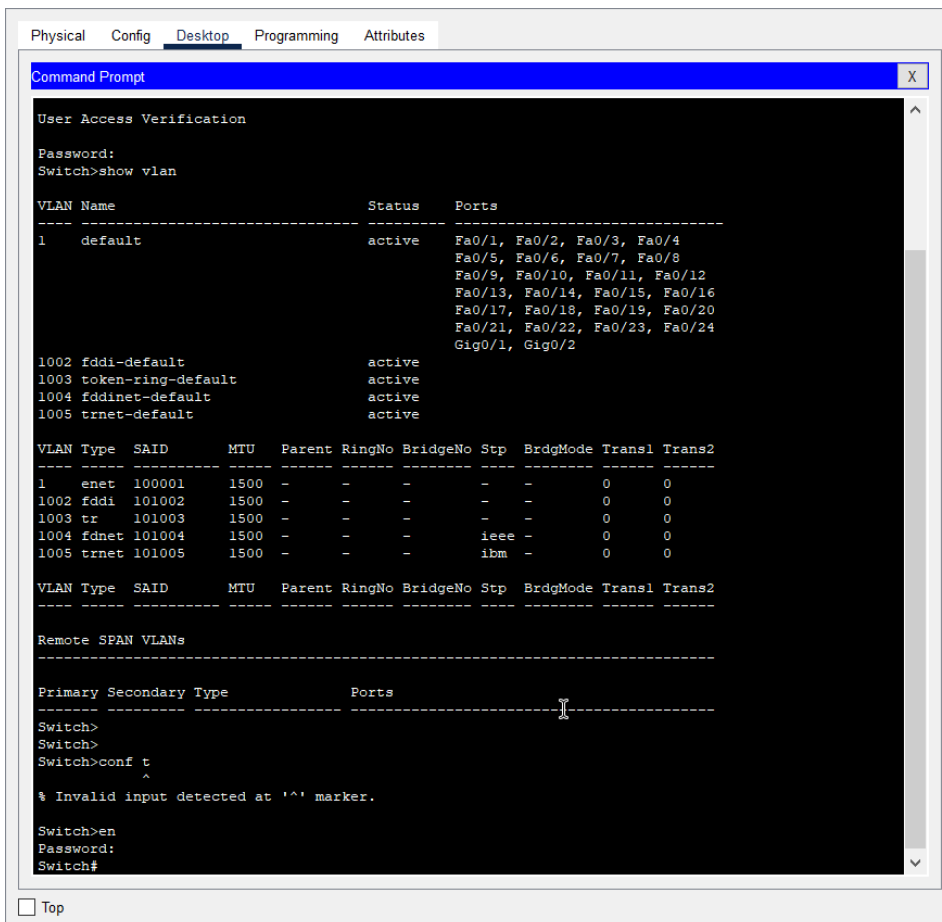 Physical Config Desktop Programming Attributes
Command Prompt X
User Access Verification
Password:
Switch>show vlan
VLAN Name                             Status    Ports
---- -------------------------------- --------- -------------------------------
1    default                          active    Fa0/1, Fa0/2, Fa0/3, Fa0/4
                                                Fa0/5, Fa0/6, Fa0/7, Fa0/8
                                                Fa0/9, Fa0/10, Fa0/11, Fa0/12
                                                Fa0/13, Fa0/14, Fa0/15, Fa0/16
                                                Fa0/17, Fa0/18, Fa0/19, Fa0/20
                                                Fa0/21, Fa0/22, Fa0/23, Fa0/24
                                                Gig0/1, Gig0/2
1002 fddi-default                     active
1003 token-ring-default               active
1004 fddinet-default                  active
1005 trnet-default                    active
VLAN Type  SAID       MTU   Parent RingNo BridgeNo Stp  BrdgMode Trans1 Trans2
---- ----- ---------- ----- ------ ------ -------- ---- -------- ------ ------
1    enet  100001     1500  -      -      -        -    -        0      0
1002 fddi  101002     1500  -      -      -        -    -        0      0
1003 tr    101003     1500  -      -      -        -    -        0      0
1004 fdnet 101004     1500  -      -      -        ieee -        0      0
1005 trnet 101005     1500  -      -      -        ibm  -        0      0
VLAN Type  SAID       MTU   Parent RingNo BridgeNo Stp  BrdgMode Trans1 Trans2
---- ----- ---------- ----- ------ ------ -------- ---- -------- ------ ------
Remote SPAN VLANs
------------------------------------------------------------------------------
Primary Secondary Type              Ports
------- --------- ----------------- ------------------------------------------
Switch>
Switch>
Switch>conf t
            ^
% Invalid input detected at '^' marker.
Switch>en
Password:
Switch#
Top